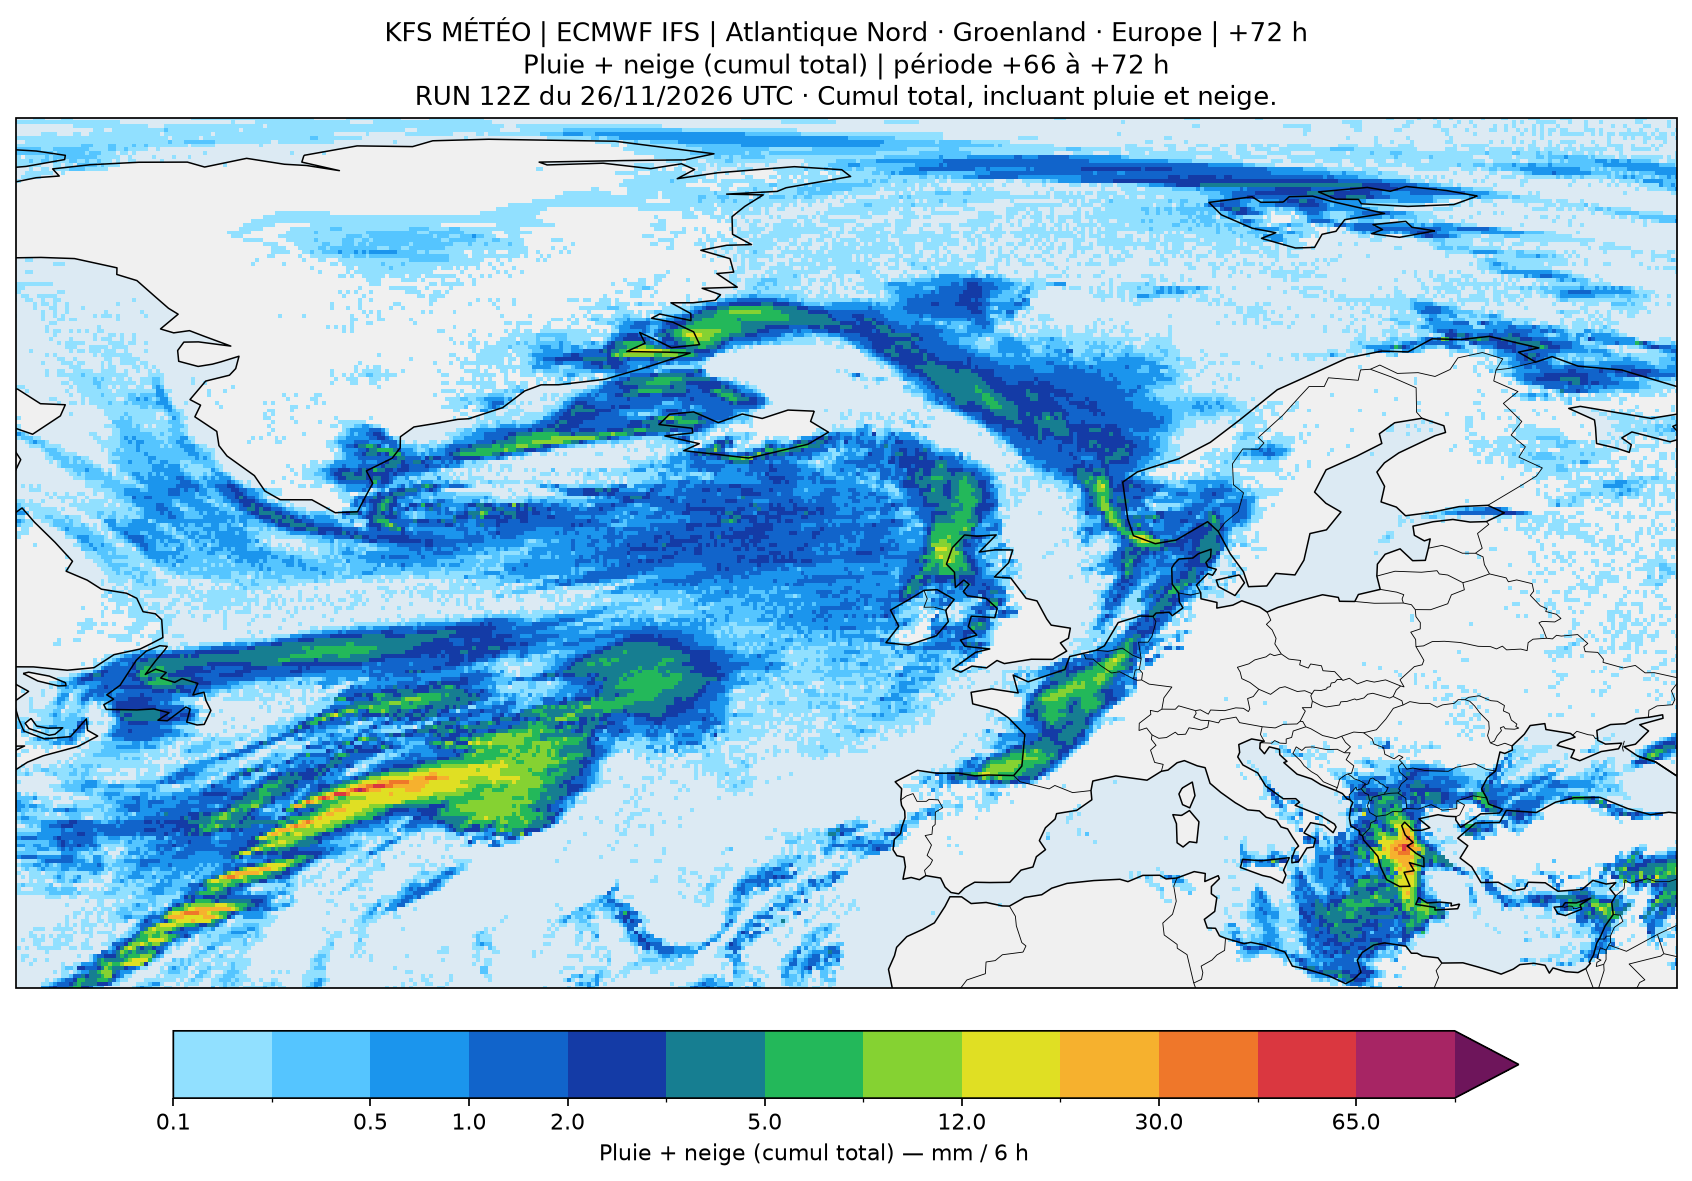 KFS MÉTÉO | ECMWF IFS | Atlantique Nord · Groenland · Europe | +72 h
Pluie + neige (cumul total) | période +66 à +72 h
RUN 12Z du 26/11/2026 UTC · Cumul total, incluant pluie et neige.
0.1 0.5 1.0 2.0 5.0 12.0 30.0 65.0
Pluie + neige (cumul total) — mm / 6 h